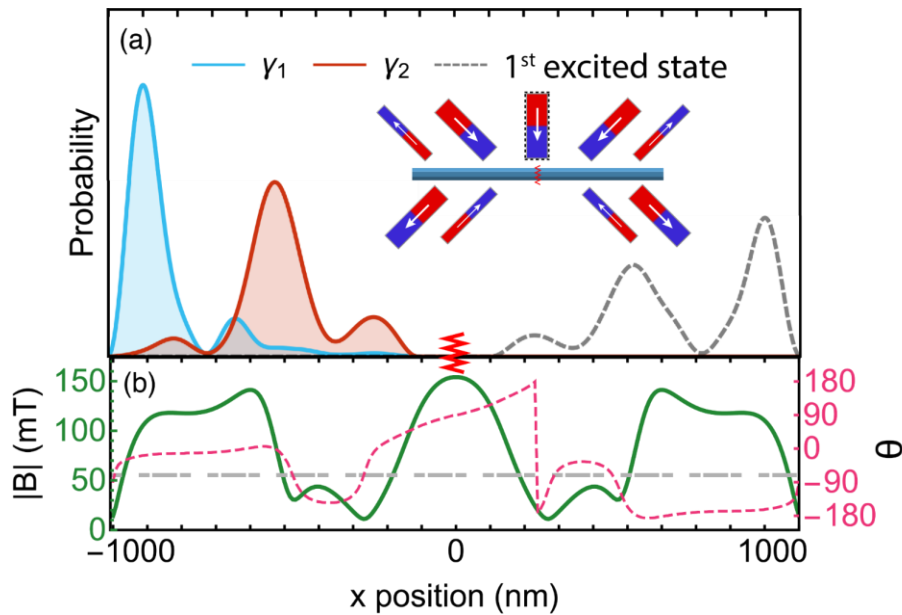 (a)
γ1 γ2 1st excited state
Probability
(b)
|B| (mT)
150
100
50
0
180
90
0
−90
−180
θ
−1000 0 1000
x position (nm)